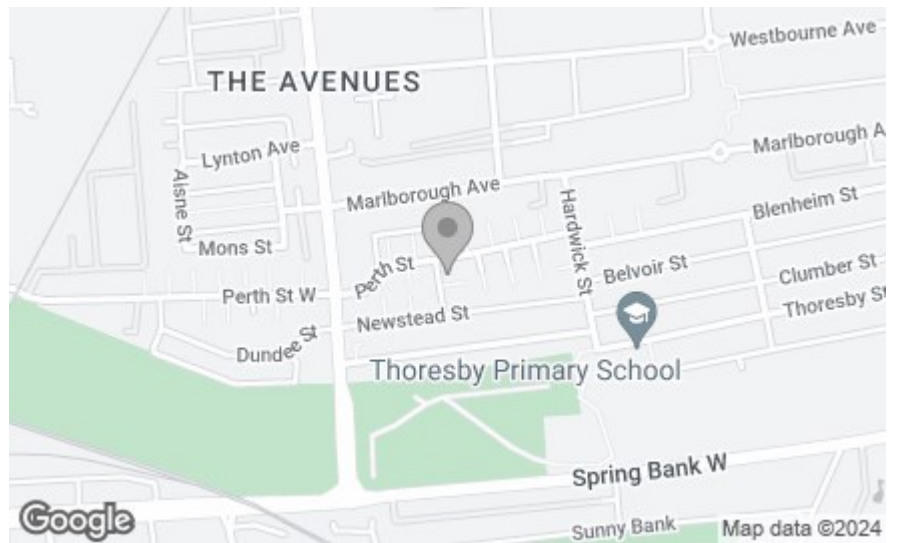 Westbourne Ave
THE AVENUES
Lynton Ave
Marlborough A
Aisne St
Marlborough Ave
Hardwick St
Blenheim St
Mons St
Perth St
Belvoir St
Clumber St
Perth St W
Thoresby St
Newstead St
Dundee St
Thoresby Primary School
Spring Bank W
Google
Sunny Bank
Map data ©2024